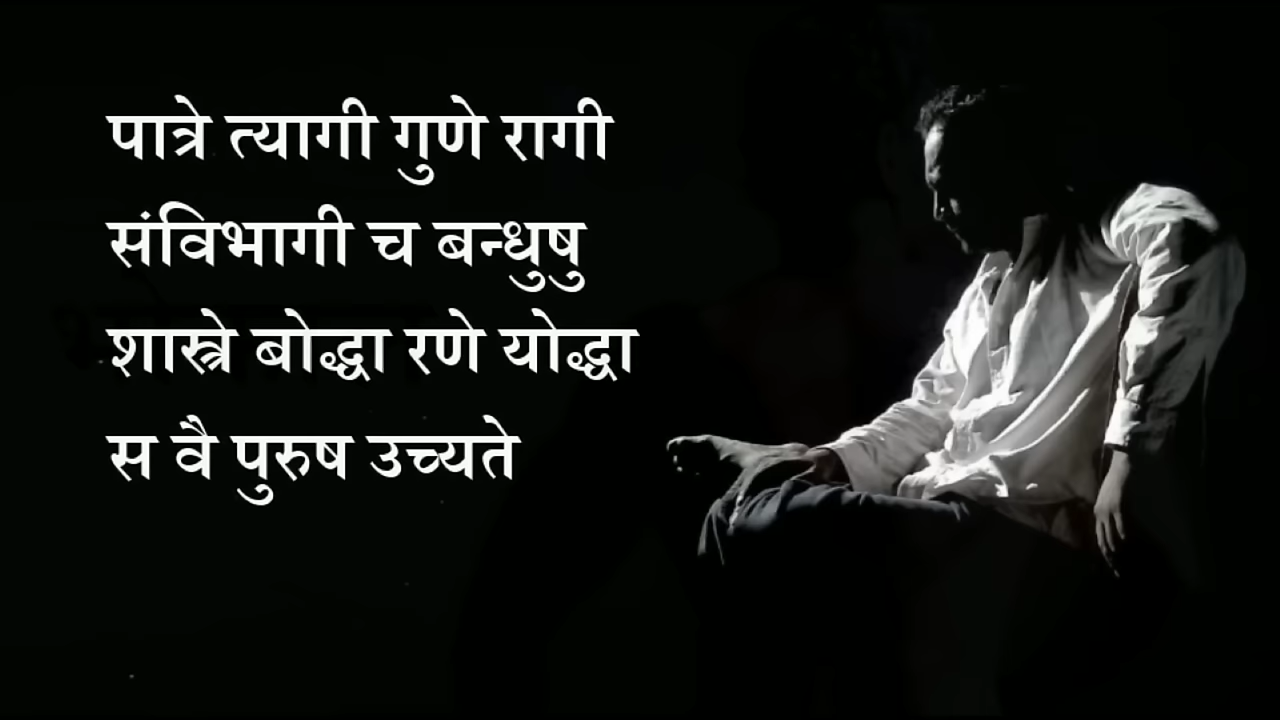 पात्रे त्यागी गुणे रागी
संविभागी च बन्धुषु
शास्त्रे बोद्धा रणे योद्धा
स वै पुरुष उच्यते